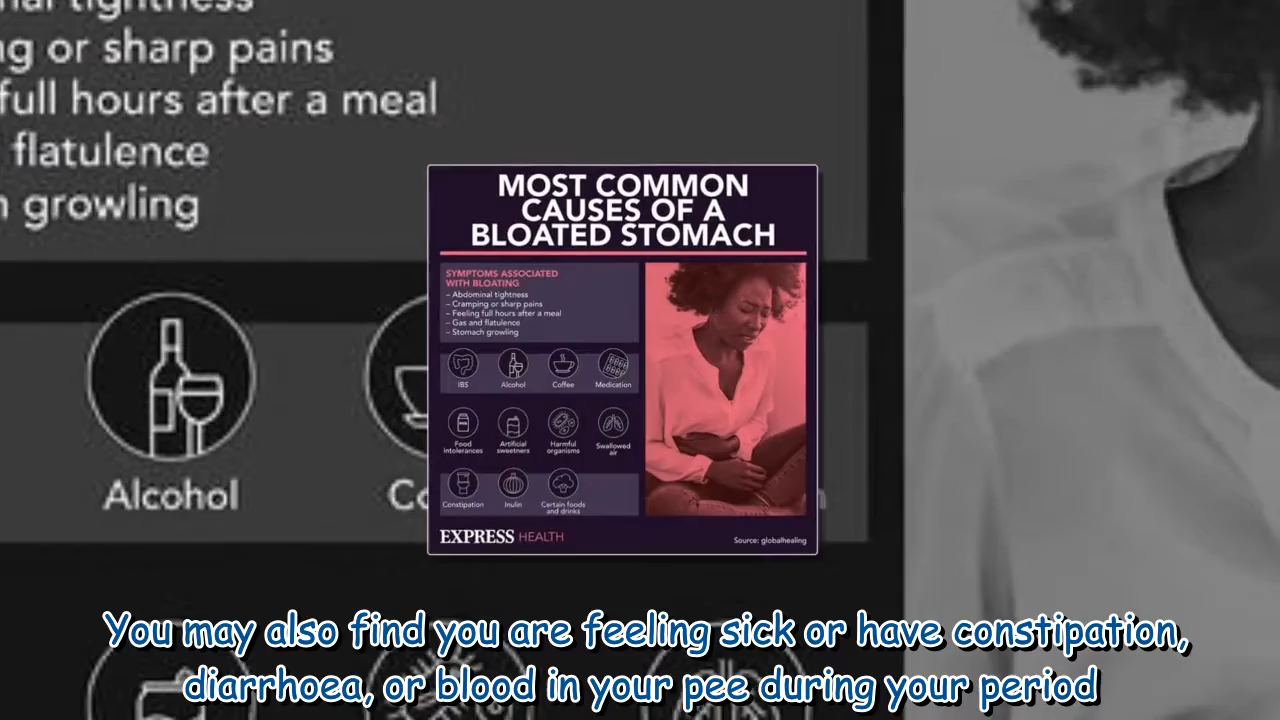 nal tightness
ng or sharp pains
full hours after a meal
flatulence
growling
Alcohol
MOST COMMON
CAUSES OF A
BLOATED STOMACH
SYMPTOMS ASSOCIATED
WITH BLOATING
– Abdominal tightness
– Cramping or sharp pains
– Feeling full hours after a meal
– Gas and flatulence
– Stomach growling
IBS
Alcohol
Coffee
Medication
Food
intolerances
Artificial
sweetners
Harmful
organisms
Swallowed
air
Constipation
Inulin
Certain foods
and drinks
EXPRESS HEALTH
Source: globalhealing
You may also find you are feeling sick or have constipation,
diarrhoea, or blood in your pee during your period